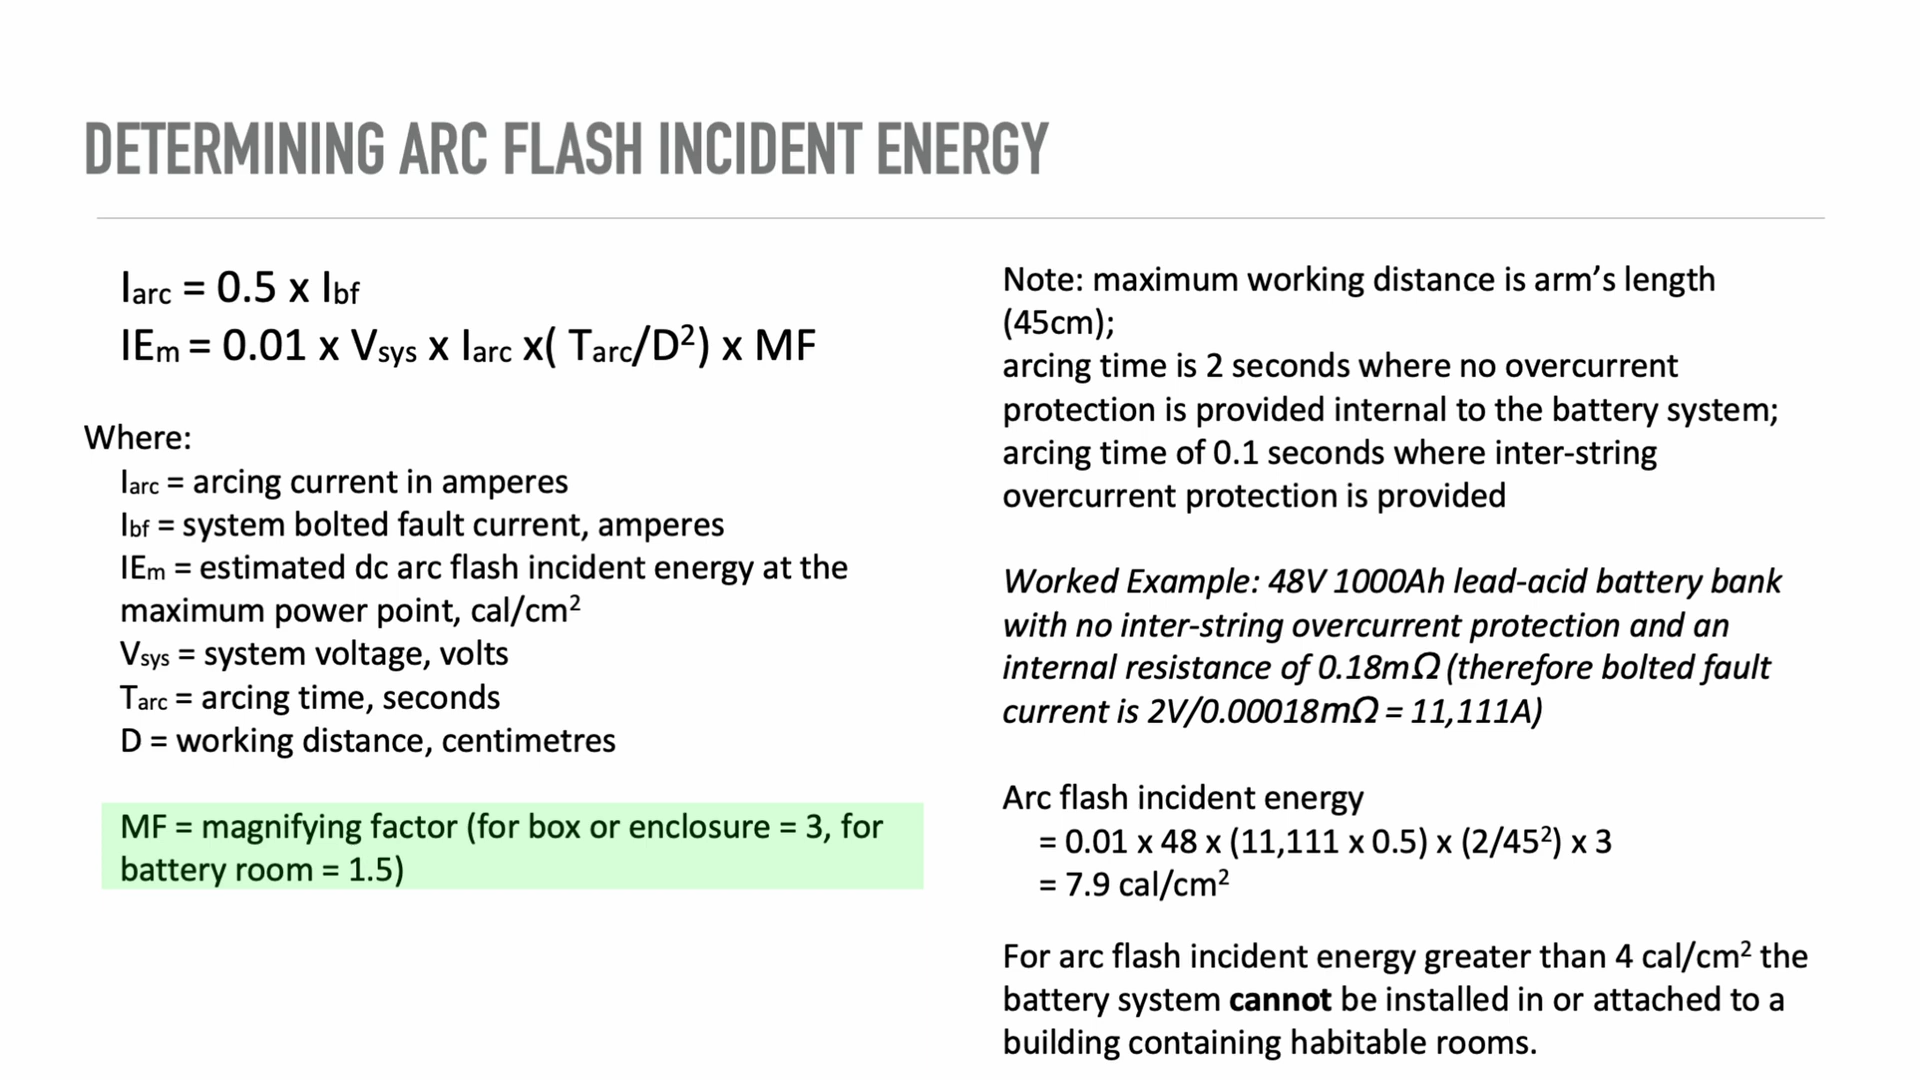 DETERMINING ARC FLASH INCIDENT ENERGY
Iarc = 0.5 x Ibf
IEm = 0.01 x Vsys x Iarc x( Tarc/D²) x MF
Where:
Iarc = arcing current in amperes
Ibf = system bolted fault current, amperes
IEm = estimated dc arc flash incident energy at the
maximum power point, cal/cm²
Vsys = system voltage, volts
Tarc = arcing time, seconds
D = working distance, centimetres
MF = magnifying factor (for box or enclosure = 3, for
battery room = 1.5)
Note: maximum working distance is arm’s length
(45cm);
arcing time is 2 seconds where no overcurrent
protection is provided internal to the battery system;
arcing time of 0.1 seconds where inter-string
overcurrent protection is provided
Worked Example: 48V 1000Ah lead-acid battery bank
with no inter-string overcurrent protection and an
internal resistance of 0.18mΩ (therefore bolted fault
current is 2V/0.00018mΩ = 11,111A)
Arc flash incident energy
= 0.01 x 48 x (11,111 x 0.5) x (2/45²) x 3
= 7.9 cal/cm²
For arc flash incident energy greater than 4 cal/cm² the
battery system cannot be installed in or attached to a
building containing habitable rooms.